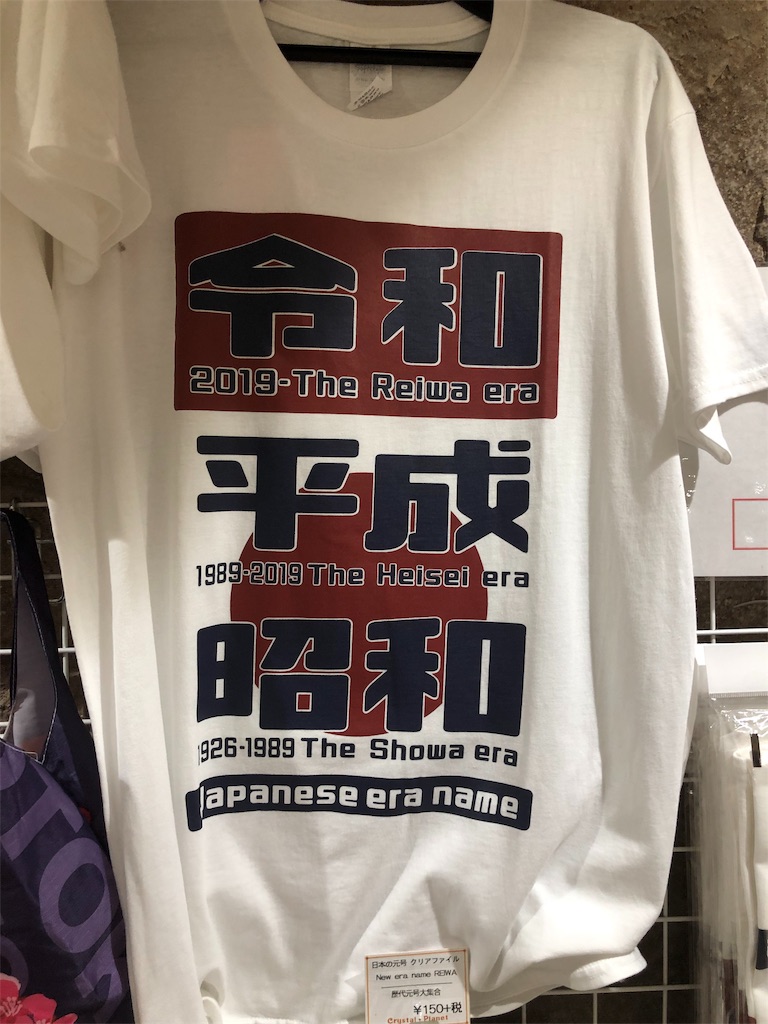 令和
2019-The Reiwa era
平成
1989-2019 The Heisei era
昭和
1926-1989 The Showa era
Japanese era name
日本の元号 クリアファイル
New era name REIWA
歴代元号大集合
¥150+税
Crystal Planet